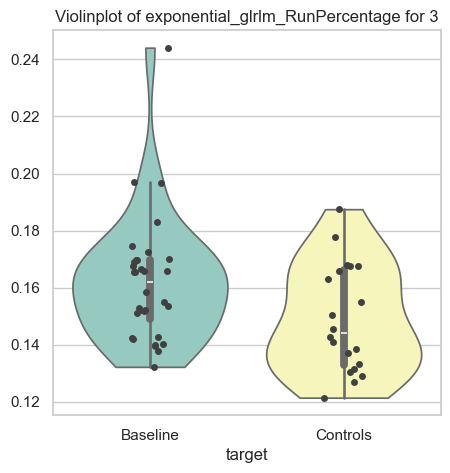 Violinplot of exponential_glrlm_RunPercentage for 3
0.24
0.22
0.20
0.18
0.16
0.14
0.12
Baseline
Controls
target